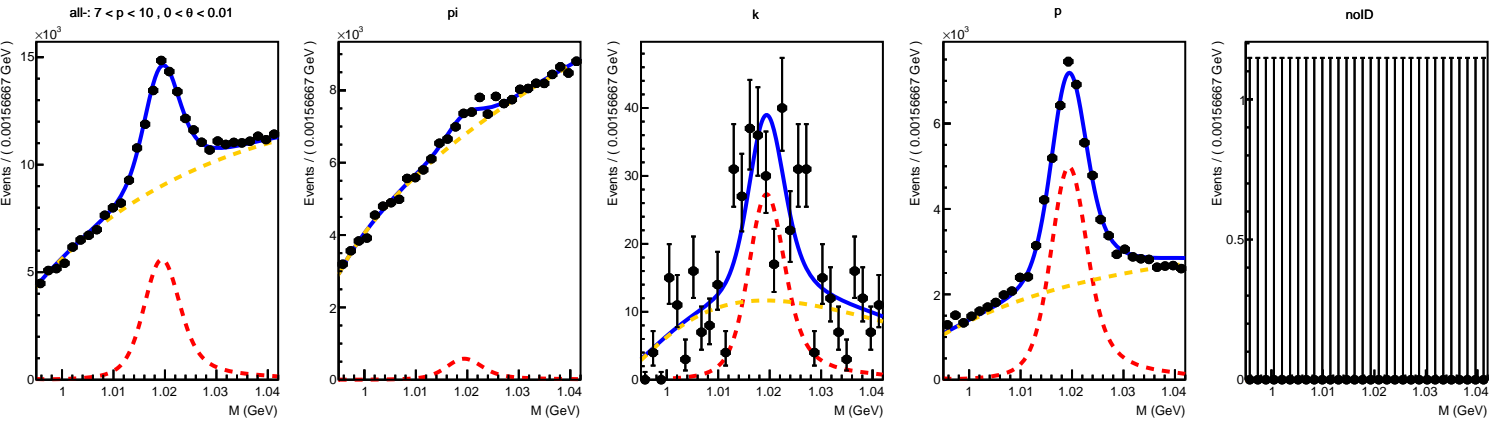 all-: 7 < p < 10 , 0 < θ < 0.01
×10³
Events / ( 0.00156667 GeV )
15
10
5
0
1 1.01 1.02 1.03 1.04
M (GeV)
pi
×10³
Events / ( 0.00156667 GeV )
8
6
4
2
0
1 1.01 1.02 1.03 1.04
M (GeV)
k
Events / ( 0.00156667 GeV )
40
30
20
10
0
1 1.01 1.02 1.03 1.04
M (GeV)
p
×10³
Events / ( 0.00156667 GeV )
6
4
2
0
1 1.01 1.02 1.03 1.04
M (GeV)
noID
Events / ( 0.00156667 GeV )
1
0.5
0
1 1.01 1.02 1.03 1.04
M (GeV)